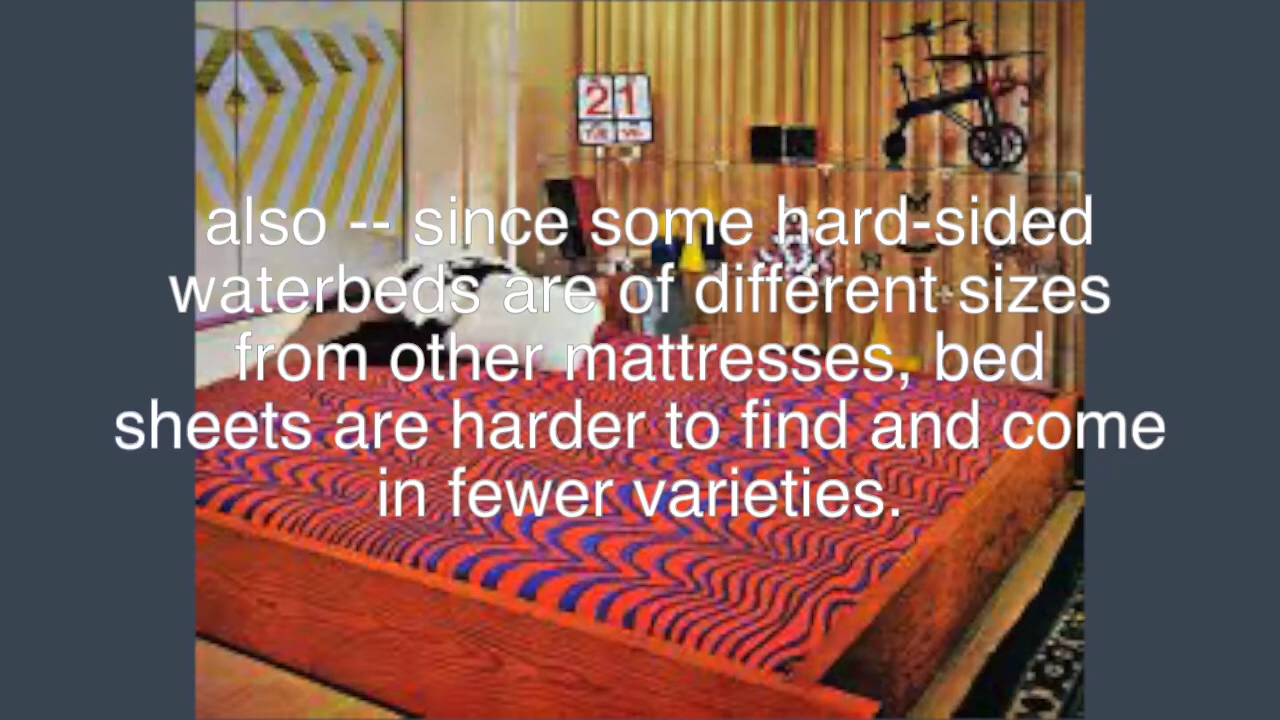 21
also -- since some hard-sided
waterbeds are of different sizes
from other mattresses, bed
sheets are harder to find and come
in fewer varieties.